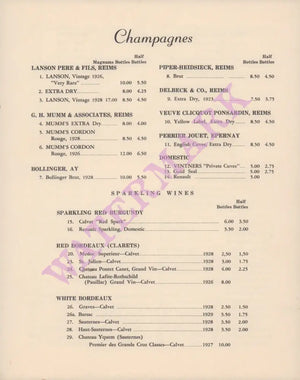 Champagnes
Half
Magnums Bottles Bottles
LANSON PERE & FILS, REIMS
1. LANSON, Vintage 1926,
"Very Rare" 10.00 5.50
2. EXTRA DRY 8.00 4.25
3. LANSON, Vintage 1928 17.00 8.50 4.50
G. H. MUMM & ASSOCIATES, REIMS
4. MUMM'S EXTRA DRY 8.00 4.00
5. MUMM'S CORDON
Rouge, 1928 8.50 4.50
6. MUMM'S CORDON
Rouge, 1926 12.00 6.50
BOLLINGER, AY
7. Bollinger Brut, 1928 10.00 5.50
Half
Bottles Bottles
PIPER-HEIDSIECK, REIMS
8. Brut 8.50 4.50
DELBECK & CO., REIMS
9. Extra Dry, 1923 7.50 3.75
VEUVE CLICQUOT PONSARDIN, REIMS
10. Yellow Label, Extra Dry 8.50 4.50
PERRIER JOUET, EPERNAY
11. English Cuvee, Extra Dry 8.50 4.50
DOMESTIC
12. VINTNERS "Private Cuvee" 5.00 2.75
13. Gold Seal 5.00 2.75
14. Renault 5.00
SPARKLING WINES
Half
Bottles Bottles
SPARKLING RED BURGUNDY
15. Calvet "Red Spark" 6.00 3.50
16. Renault Sparkling, Domestic 3.50 2.00
RED BORDEAUX (CLARETS)
20. Medoc Superieur—Calvet 1928 2.50 1.50
23. St. Julien—Calvet 1928 3.00 1.75
24. Chateau Pontet Canet, Grand Vin—Calvet 1928 4.00 2.25
25. Chateau Lafite-Rothschild
(Pauillac) Grand Vin—Calvet 1926 8.00
WHITE BORDEAUX
26. Graves—Calvet 1928 2.50 1.50
26a. Barsac 1929 3.50 1.75
27. Sauternes—Calvet 1928 3.50 2.00
28. Haut-Sauternes—Calvet 1928 3.50 2.00
29. Chateau Yquem (Sauternes)
Premier des Grands Crus Classes—Calvet 1927 10.00
WATERMARK